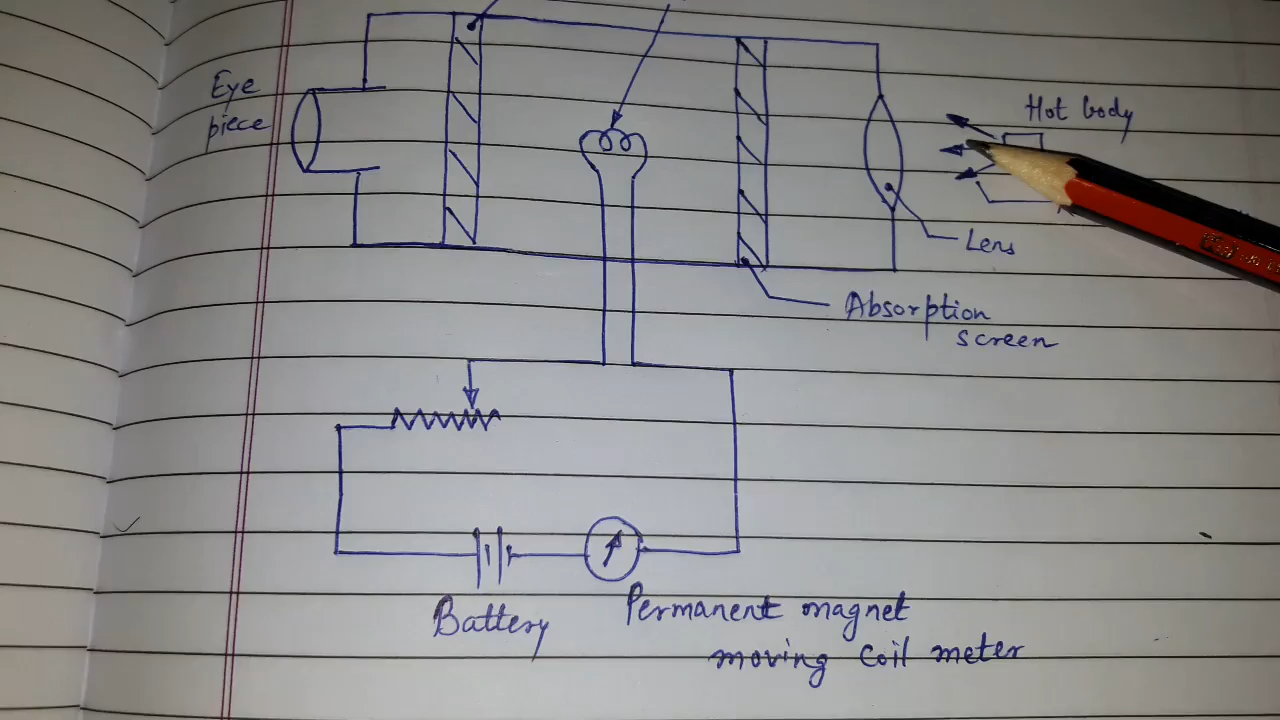 Eye
piece
Hot body
Lens
Absorption
screen
Battery
Permanent magnet
moving coil meter